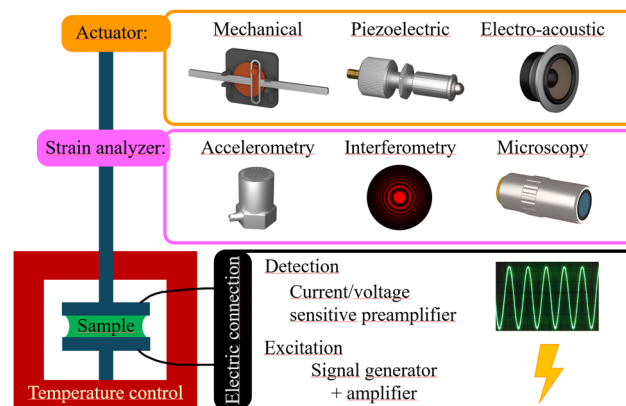 Actuator:
Mechanical
Piezoelectric
Electro-acoustic
Strain analyzer:
Accelerometry
Interferometry
Microscopy
Sample
Temperature control
Electric connection
Detection
Current/voltage
sensitive preamplifier
Excitation
Signal generator
+ amplifier